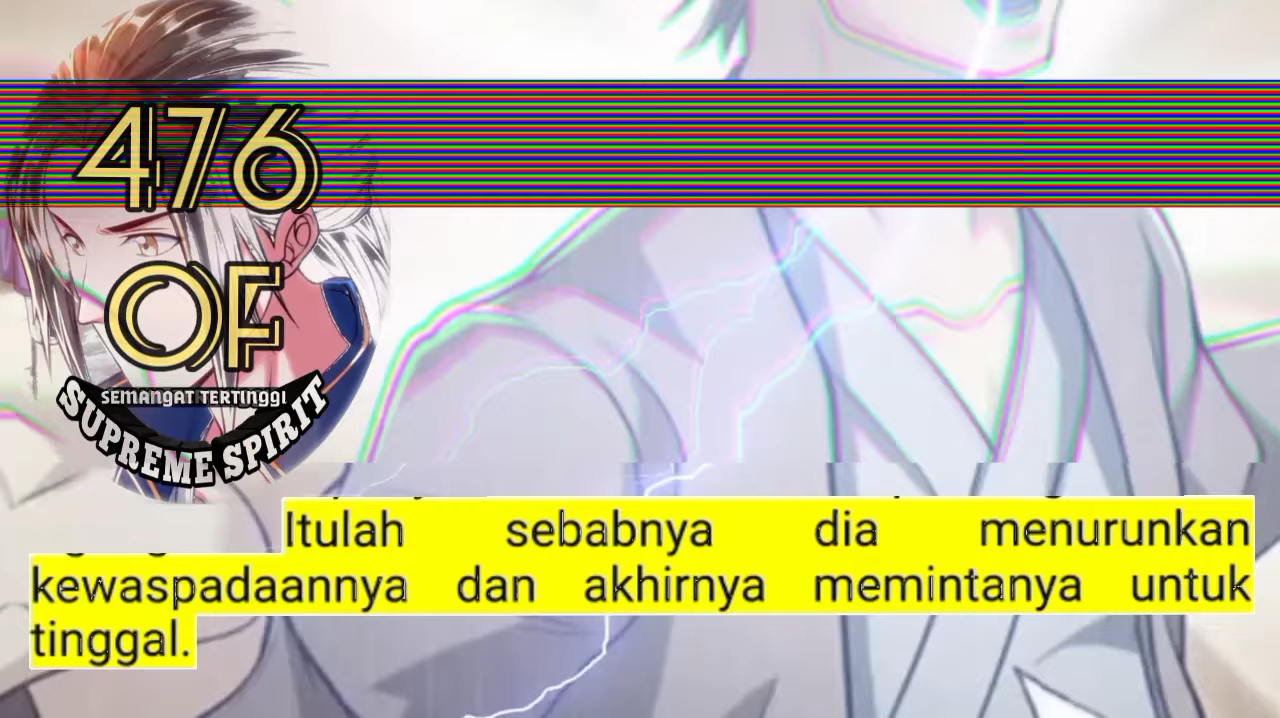 476
OF
SEMANGAT TERTINGGI
SUPREME SPIRIT
Itulah sebabnya dia menurunkan
kewaspadaannya dan akhirnya memintanya untuk
tinggal.